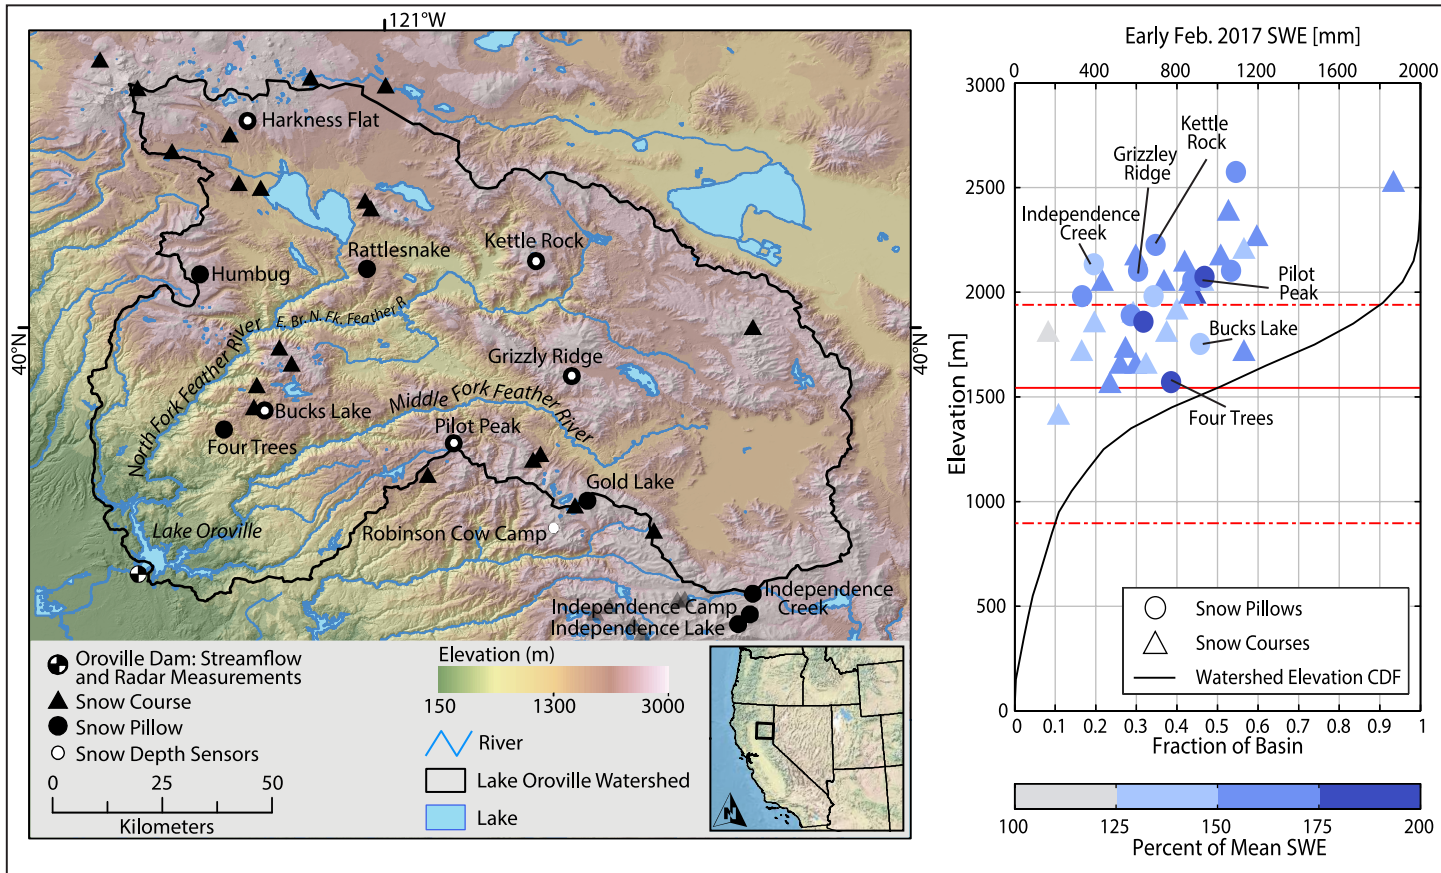 121°W
Harkness Flat
Rattlesnake
Kettle Rock
Humbug
E. Br. N. Fk. Feather R
40°N
40°N
North Fork Feather River
Grizzly Ridge
Middle Fork Feather River
Bucks Lake
Pilot Peak
Four Trees
Gold Lake
Lake Oroville
Robinson Cow Camp
Independence
Creek
Independence Camp
Independence Lake
Oroville Dam: Streamflow
and Radar Measurements
Snow Course
Snow Pillow
Snow Depth Sensors
0 25 50
Kilometers
Elevation (m)
150 1300 3000
River
Lake Oroville Watershed
Lake
N
Early Feb. 2017 SWE [mm]
0 400 800 1200 1600 2000
3000
2500
2000
1500
1000
500
0
Elevation [m]
Kettle
Rock
Grizzley
Ridge
Independence
Creek
Pilot
Peak
Bucks Lake
Four Trees
Snow Pillows
Snow Courses
Watershed Elevation CDF
0 0.1 0.2 0.3 0.4 0.5 0.6 0.7 0.8 0.9 1
Fraction of Basin
100 125 150 175 200
Percent of Mean SWE